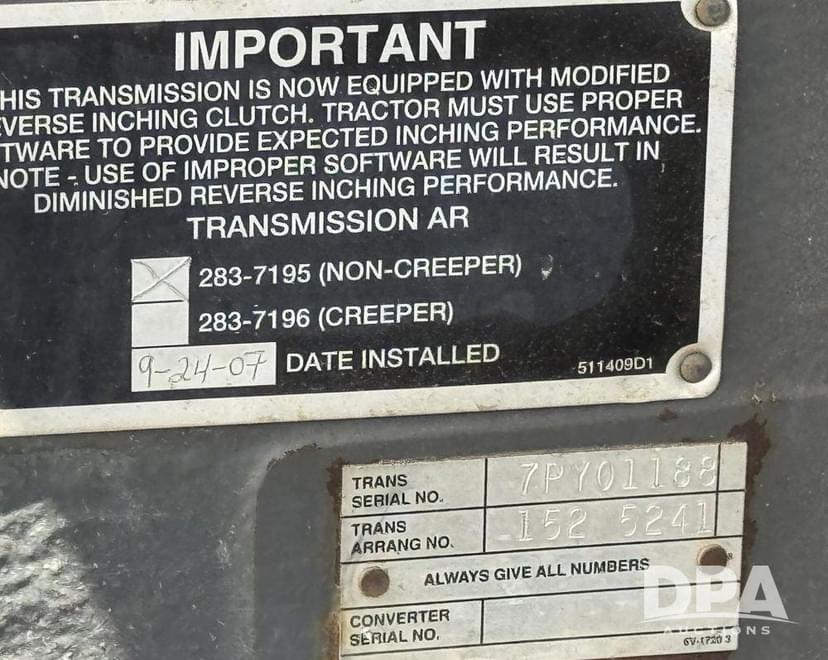 IMPORTANT
HIS TRANSMISSION IS NOW EQUIPPED WITH MODIFIED
EVERSE INCHING CLUTCH. TRACTOR MUST USE PROPER
TWARE TO PROVIDE EXPECTED INCHING PERFORMANCE.
NOTE - USE OF IMPROPER SOFTWARE WILL RESULT IN
DIMINISHED REVERSE INCHING PERFORMANCE.
TRANSMISSION AR
X 283-7195 (NON-CREEPER)
283-7196 (CREEPER)
9-24-07 DATE INSTALLED
511409D1
TRANS SERIAL NO. 7PY01188
TRANS ARRANG NO. 152 5241
ALWAYS GIVE ALL NUMBERS
CONVERTER SERIAL NO.
DPA
AUCTIONS